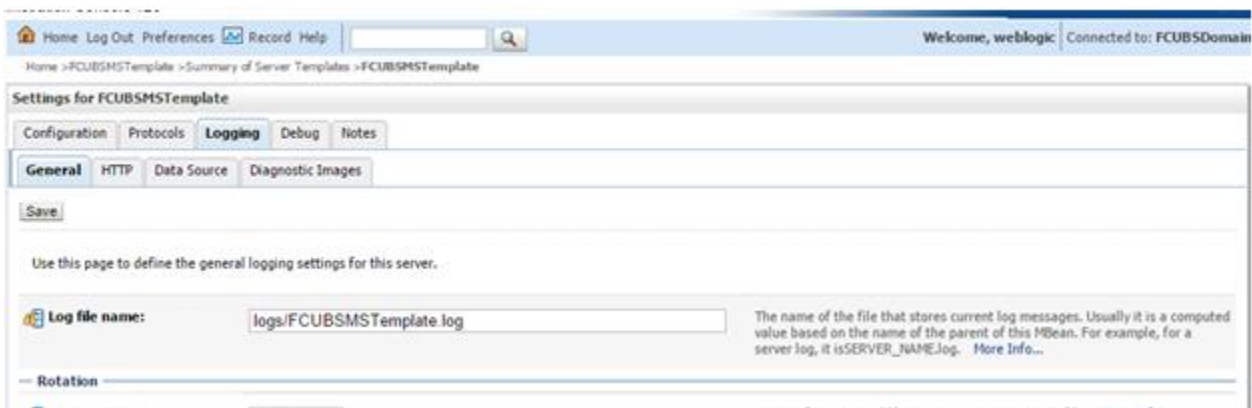 Home Log Out Preferences Record Help
Welcome, weblogic Connected to: FCUBSDomain
Home >FCUBSMSTemplate >Summary of Server Templates >FCUBSMSTemplate
Settings for FCUBSMSTemplate
Configuration Protocols Logging Debug Notes
General HTTP Data Source Diagnostic Images
Save
Use this page to define the general logging settings for this server.
Log file name:
logs/FCUBSMSTemplate.log
The name of the file that stores current log messages. Usually it is a computed
value based on the name of the parent of this MBean. For example, for a
server log, it isSERVER_NAME.log. More Info...
Rotation